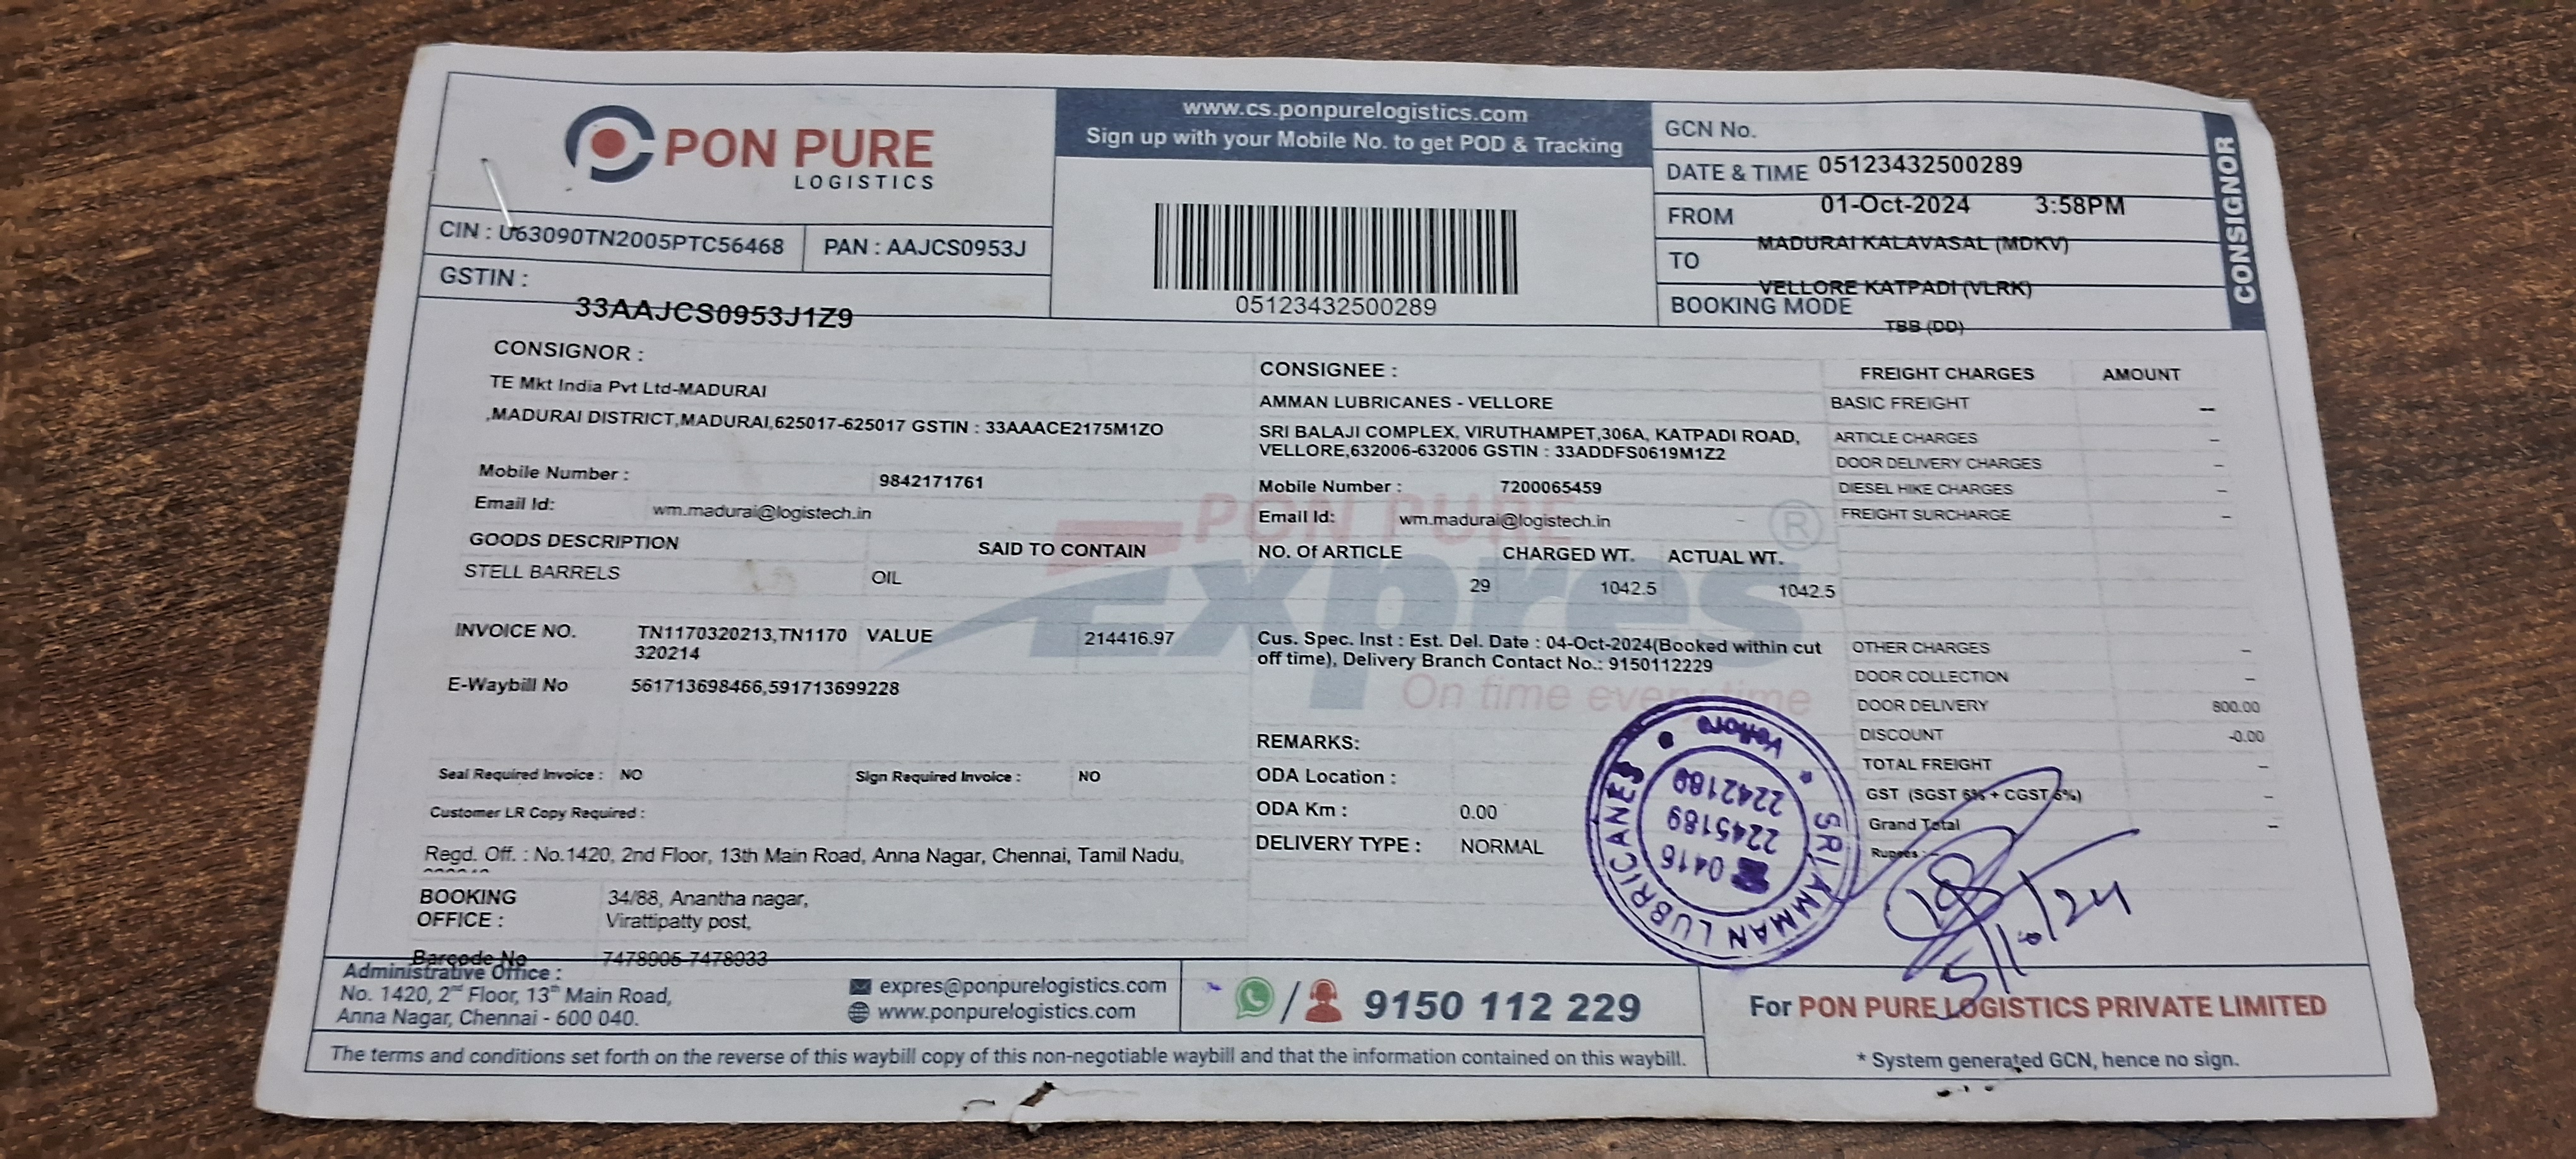 PON PURE
LOGISTICS
CIN : U63090TN2005PTC56468
PAN : AAJCS0953J
GSTIN :
33AAJCS0953J1Z9
www.cs.ponpurelogistics.com
Sign up with your Mobile No. to get POD & Tracking
05123432500289
GCN No.
DATE & TIME 05123432500289
FROM 01-Oct-2024 3:58PM
MADURAI KALAVASAL (MDKV)
TO
VELLORE KATPADI (VLRK)
BOOKING MODE
TBB (DD)
CONSIGNOR
CONSIGNOR :
TE Mkt India Pvt Ltd-MADURAI
,MADURAI DISTRICT,MADURAI,625017-625017 GSTIN : 33AAACE2175M1ZO
Mobile Number : 9842171761
Email Id: wm.madurai@logistech.in
GOODS DESCRIPTION SAID TO CONTAIN
STELL BARRELS OIL
INVOICE NO. TN1170320213,TN1170 VALUE 214416.97
320214
E-Waybill No 561713698466,591713699228
Seal Required Invoice : NO Sign Required Invoice : NO
Customer LR Copy Required :
Regd. Off. : No.1420, 2nd Floor, 13th Main Road, Anna Nagar, Chennai, Tamil Nadu,
BOOKING 34/88, Anantha nagar,
OFFICE : Virattipatty post,
Barcode No 7478905-7478933
CONSIGNEE :
AMMAN LUBRICANES - VELLORE
SRI BALAJI COMPLEX, VIRUTHAMPET,306A, KATPADI ROAD,
VELLORE,632006-632006 GSTIN : 33ADDFS0619M1Z2
Mobile Number : 7200065459
Email Id: wm.madurai@logistech.in
NO. Of ARTICLE CHARGED WT. ACTUAL WT.
29 1042.5 1042.5
Cus. Spec. Inst : Est. Del. Date : 04-Oct-2024(Booked within cut
off time), Delivery Branch Contact No.: 9150112229
REMARKS:
ODA Location :
ODA Km : 0.00
DELIVERY TYPE : NORMAL
PON PURE
Expres ®
On time every time
FREIGHT CHARGES AMOUNT
BASIC FREIGHT --
ARTICLE CHARGES --
DOOR DELIVERY CHARGES --
DIESEL HIKE CHARGES --
FREIGHT SURCHARGE --
OTHER CHARGES --
DOOR COLLECTION --
DOOR DELIVERY 800.00
DISCOUNT -0.00
TOTAL FREIGHT --
GST (SGST 6% + CGST 6%) --
Grand Total --
Rupees :--
SRI AMMAN LUBRICANES
Vellore
0416
2245189
2242189
5/10/24
Administrative Office :
No. 1420, 2nd Floor, 13th Main Road,
Anna Nagar, Chennai - 600 040.
expres@ponpurelogistics.com
www.ponpurelogistics.com
/ 9150 112 229
For PON PURE LOGISTICS PRIVATE LIMITED
The terms and conditions set forth on the reverse of this waybill copy of this non-negotiable waybill and that the information contained on this waybill.
* System generated GCN, hence no sign.